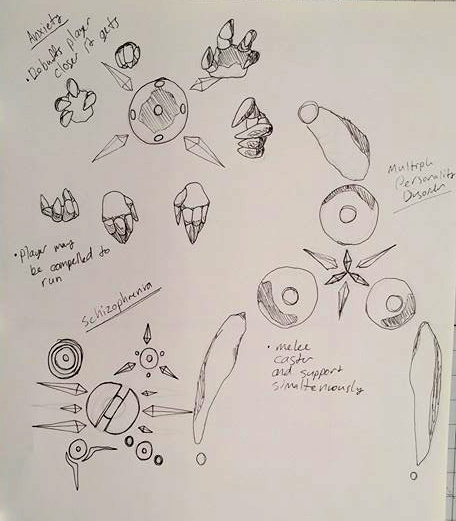 Anxiety
• Debuffs player
closer it gets
Multiple
Personality
Disorder
• Player may
be compelled to
run
Schizophrenia
• melee
caster
and support
simulteniously